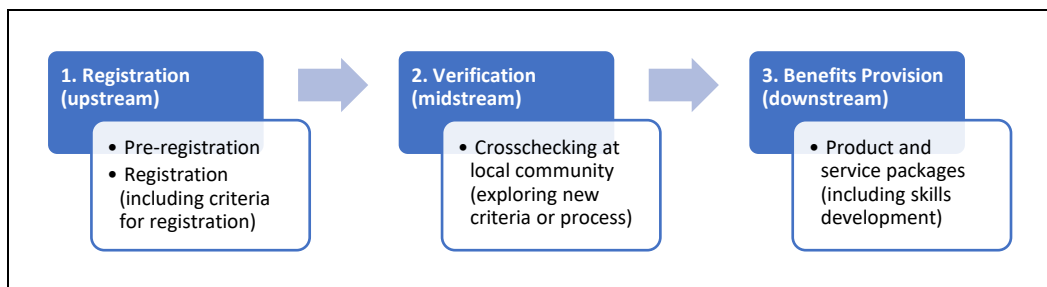 1. Registration
(upstream)
• Pre-registration
• Registration
(including criteria
for registration)
2. Verification
(midstream)
• Crosschecking at
local community
(exploring new
criteria or process)
3. Benefits Provision
(downstream)
• Product and
service packages
(including skills
development)